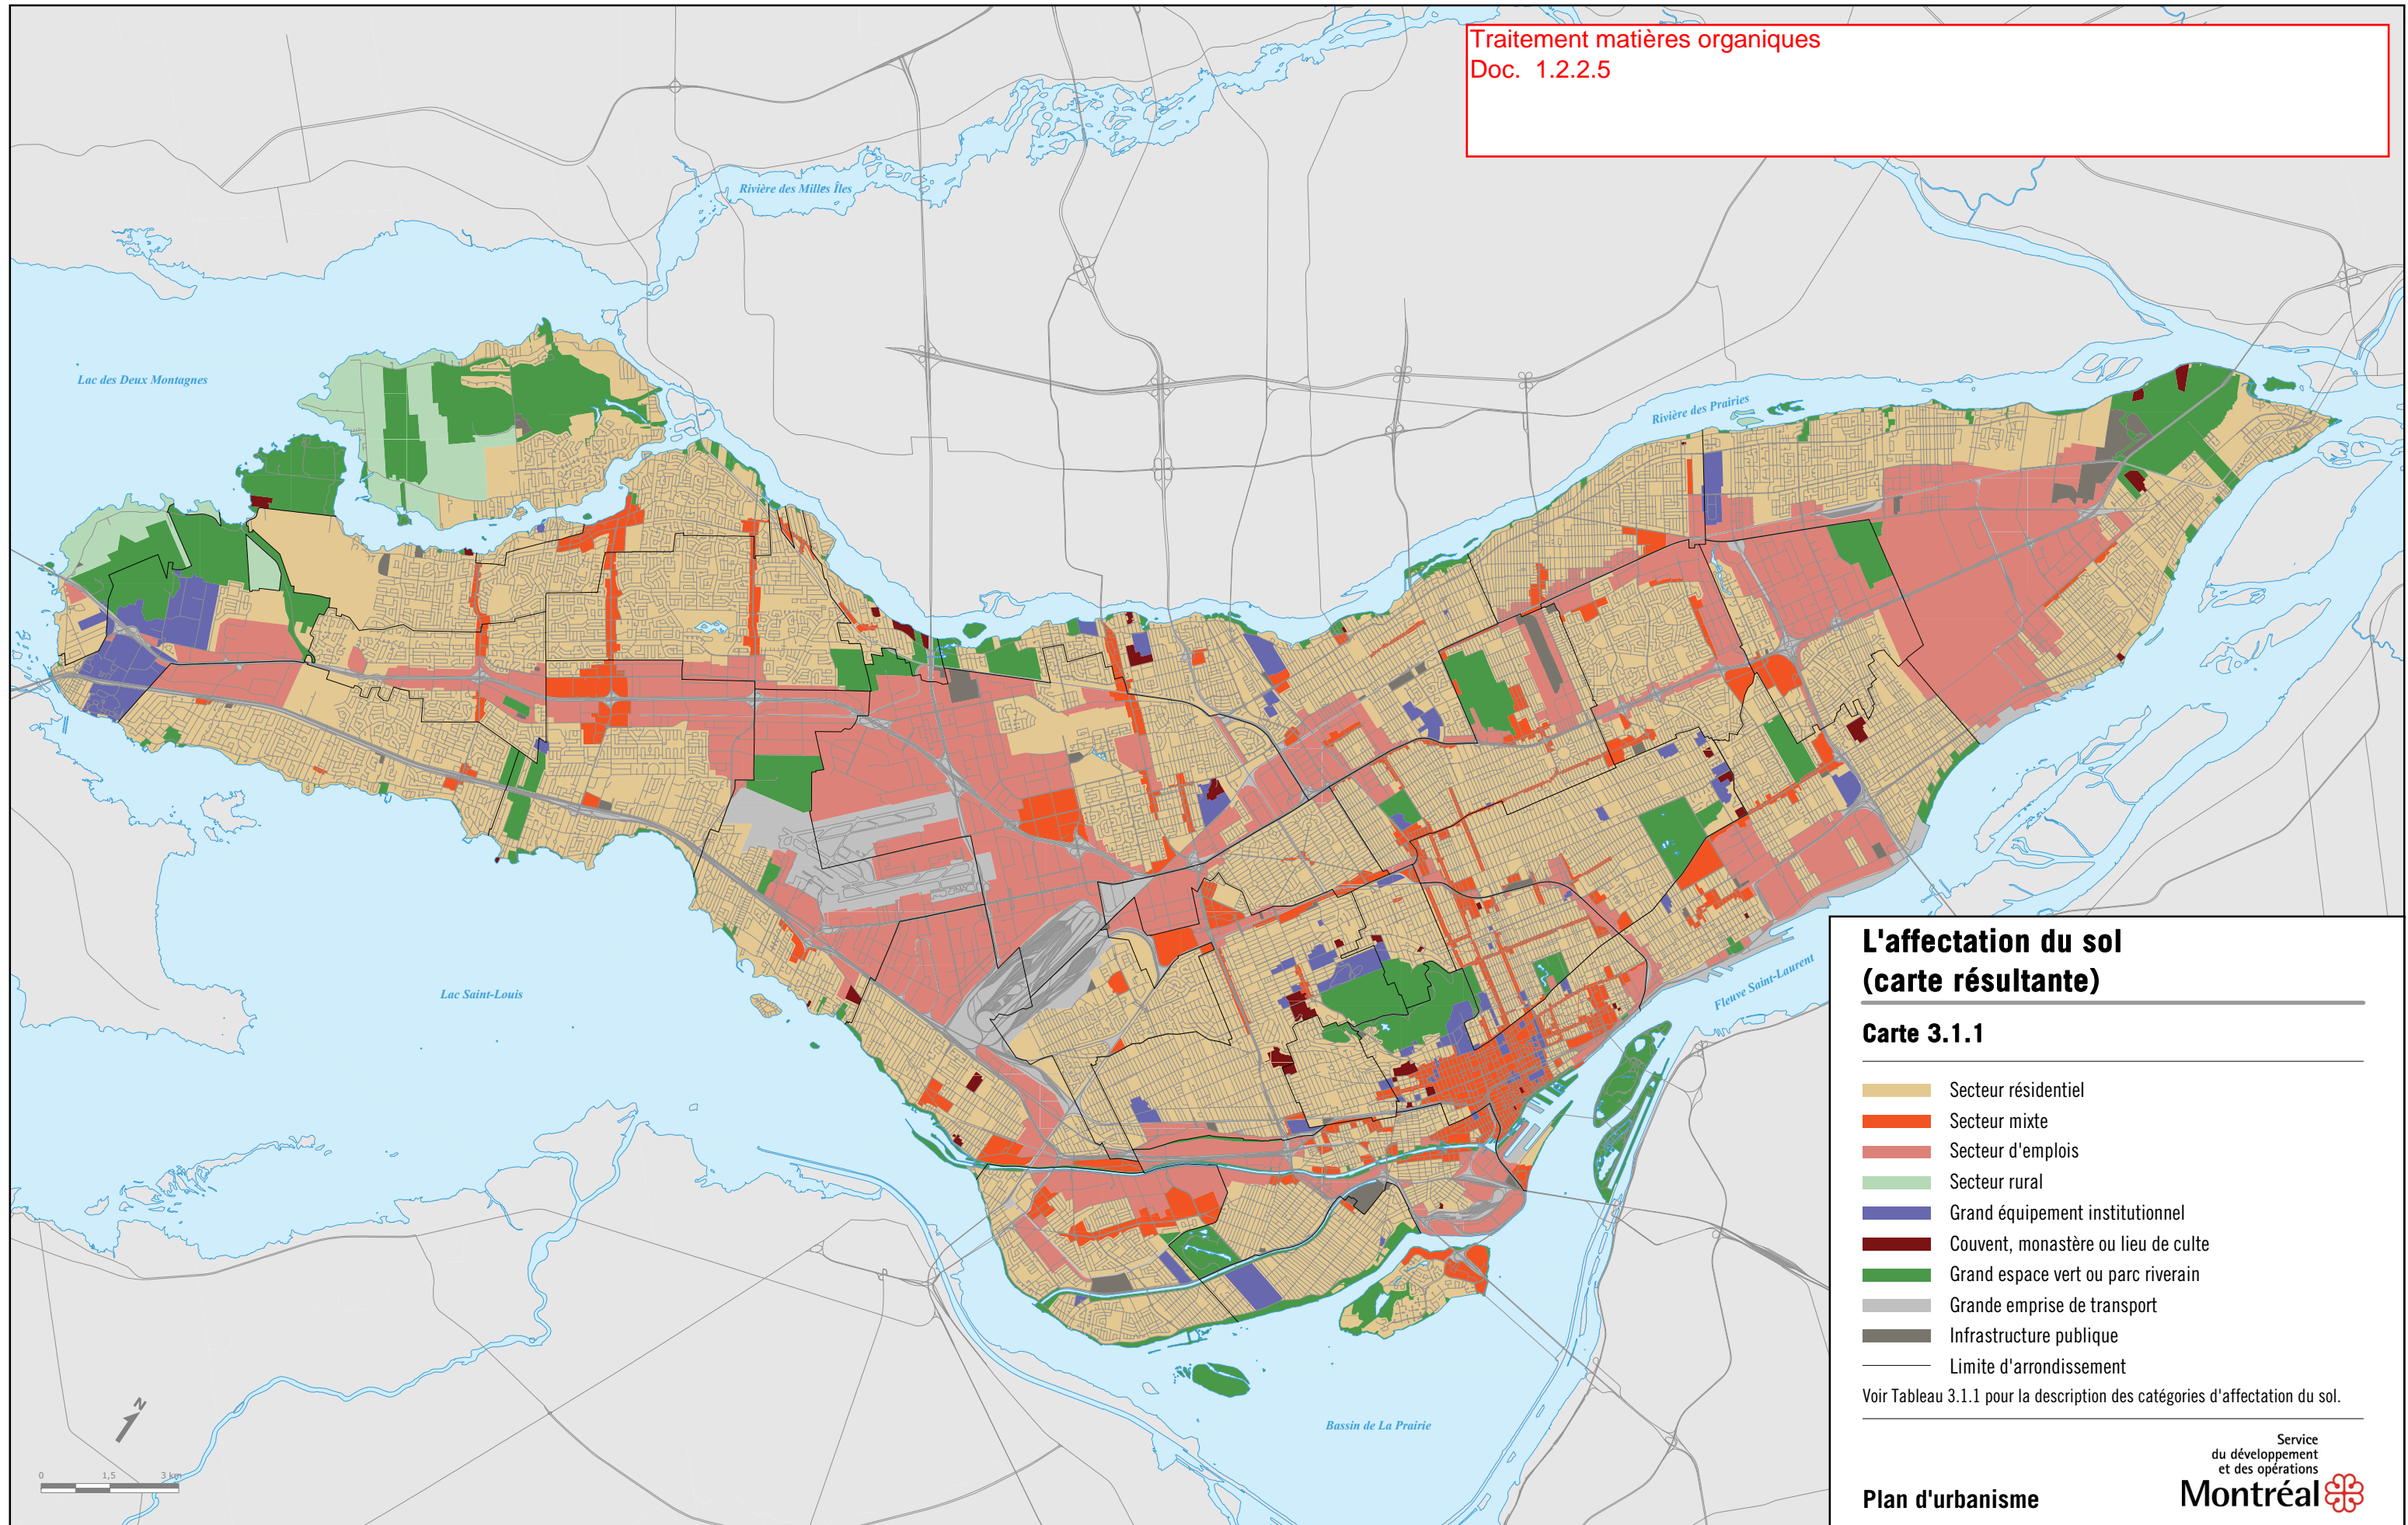 Traitement matières organiques
Doc. 1.2.2.5
Rivière des Milles Îles
Lac des Deux Montagnes
Rivière des Prairies
Lac Saint-Louis
Fleuve Saint-Laurent
Bassin de La Prairie
N
0 1,5 3 km
L'affectation du sol
(carte résultante)
Carte 3.1.1
Secteur résidentiel
Secteur mixte
Secteur d'emplois
Secteur rural
Grand équipement institutionnel
Couvent, monastère ou lieu de culte
Grand espace vert ou parc riverain
Grande emprise de transport
Infrastructure publique
Limite d'arrondissement
Voir Tableau 3.1.1 pour la description des catégories d'affectation du sol.
Service
du développement
et des opérations
Montréal
Plan d'urbanisme